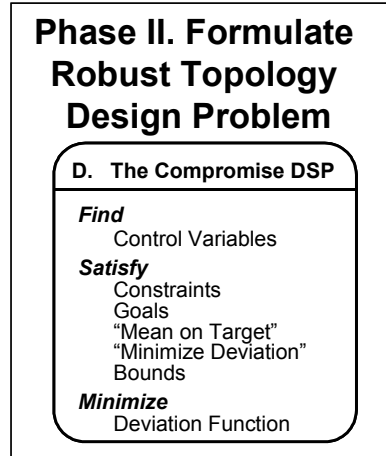 Phase II. Formulate
Robust Topology
Design Problem
D. The Compromise DSP
Find
Control Variables
Satisfy
Constraints
Goals
“Mean on Target”
“Minimize Deviation”
Bounds
Minimize
Deviation Function